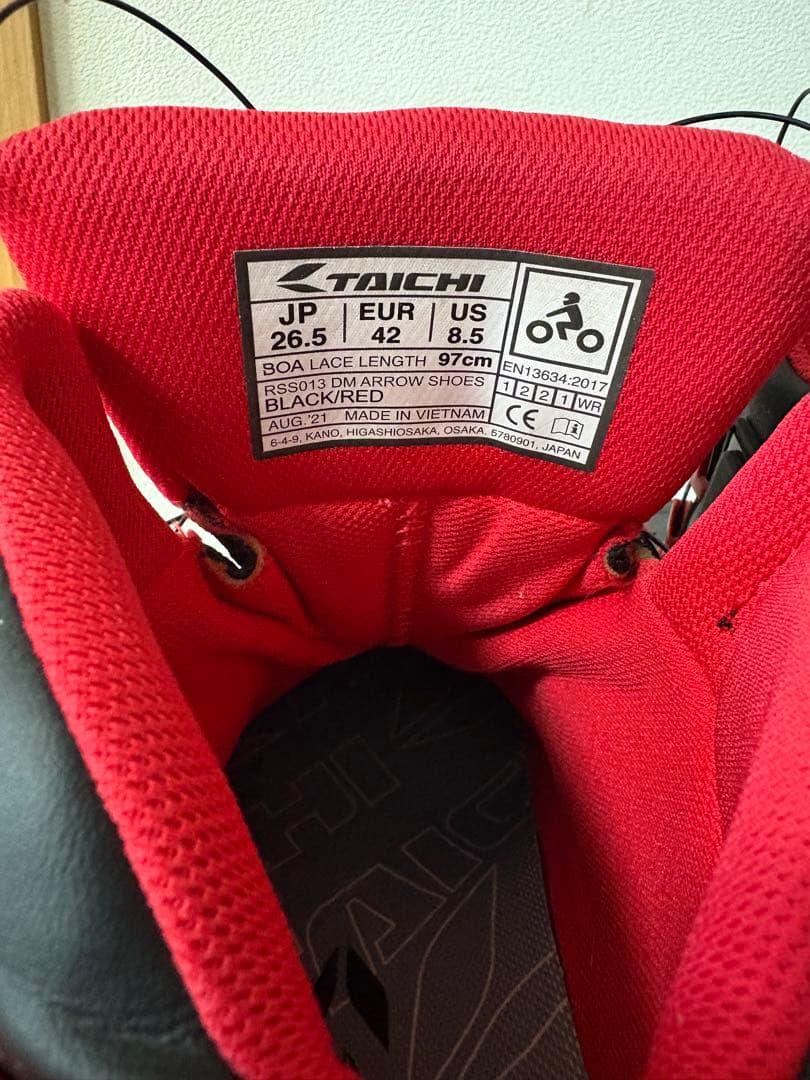 TAICHI
JP EUR US
26.5 42 8.5
BOA LACE LENGTH 97cm
RSS013 DM ARROW SHOES
BLACK/RED
AUG.'21 MADE IN VIETNAM
6-4-9, KANO, HIGASHIOSAKA, OSAKA, 5780901, JAPAN
EN13634:2017
1 2 2 1 WR
CE
TAICHI